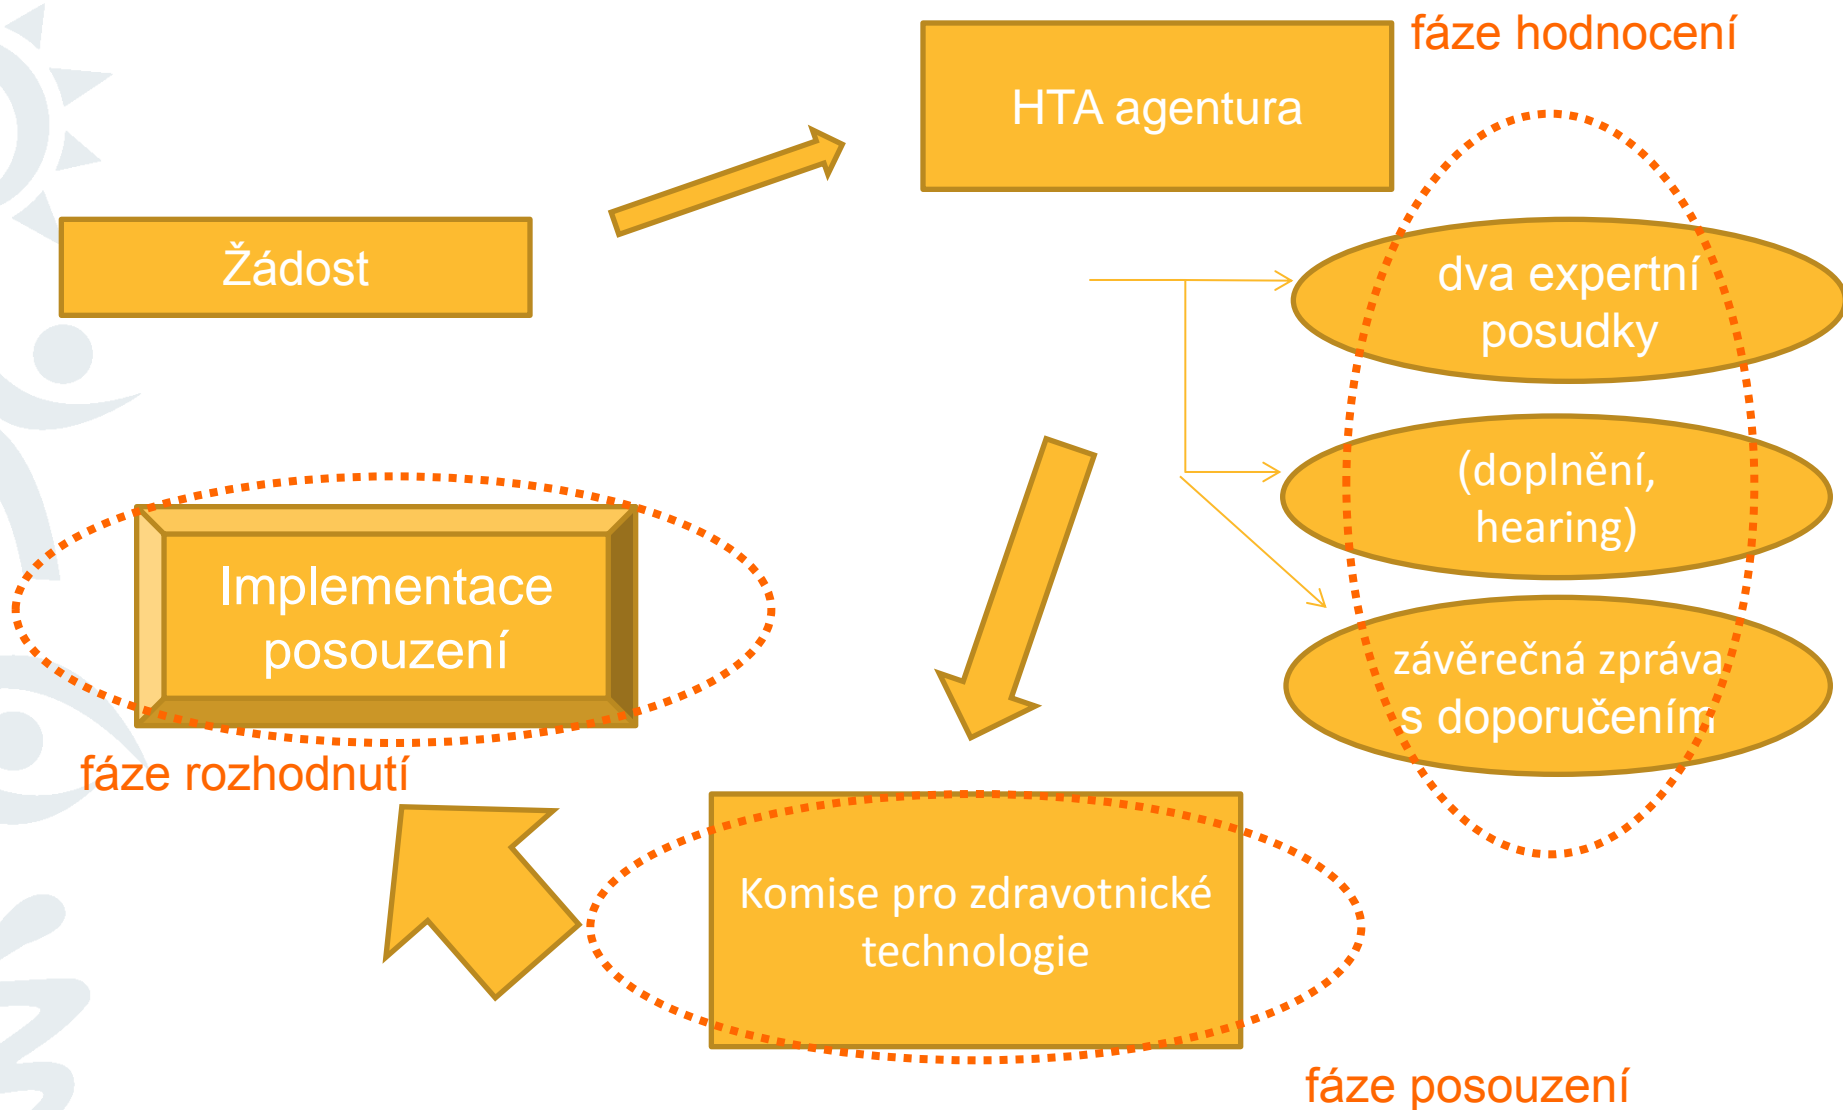 fáze hodnocení
HTA agentura
Žádost
dva expertní
posudky
(doplnění,
hearing)
závěrečná zpráva
s doporučením
Implementace
posouzení
fáze rozhodnutí
Komise pro zdravotnické
technologie
fáze posouzení